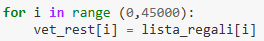 for i in range (0,45000):
    vet_rest[i] = lista_regali[i]